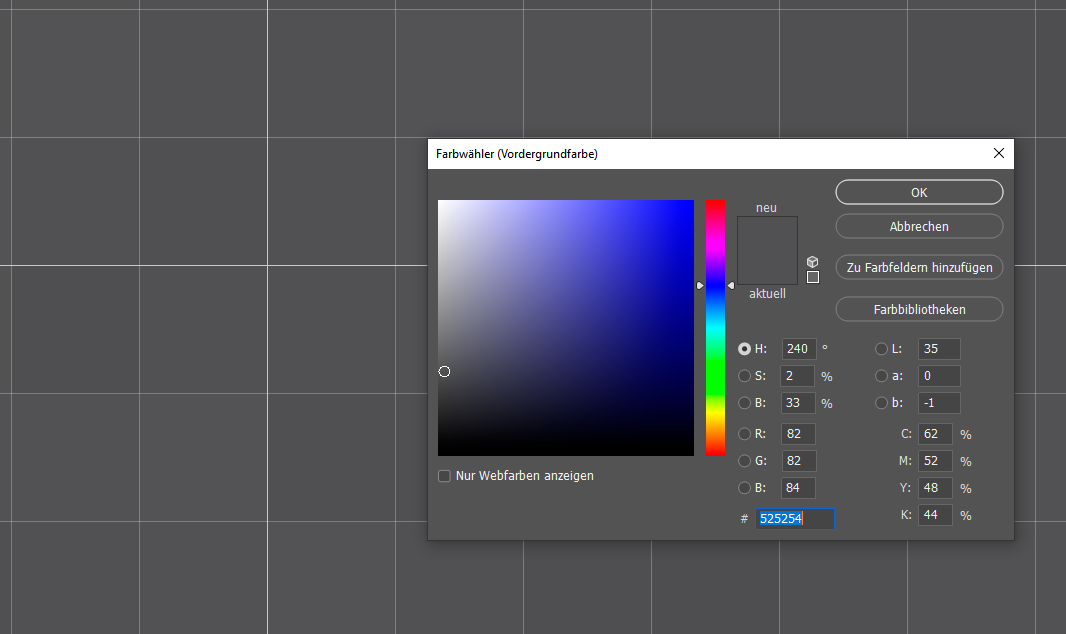 Farbwähler (Vordergrundfarbe)
neu
aktuell
OK
Abbrechen
Zu Farbfeldern hinzufügen
Farbbibliotheken
H: 240 °
S: 2 %
B: 33 %
R: 82
G: 82
B: 84
# 525254
L: 35
a: 0
b: -1
C: 62 %
M: 52 %
Y: 48 %
K: 44 %
Nur Webfarben anzeigen